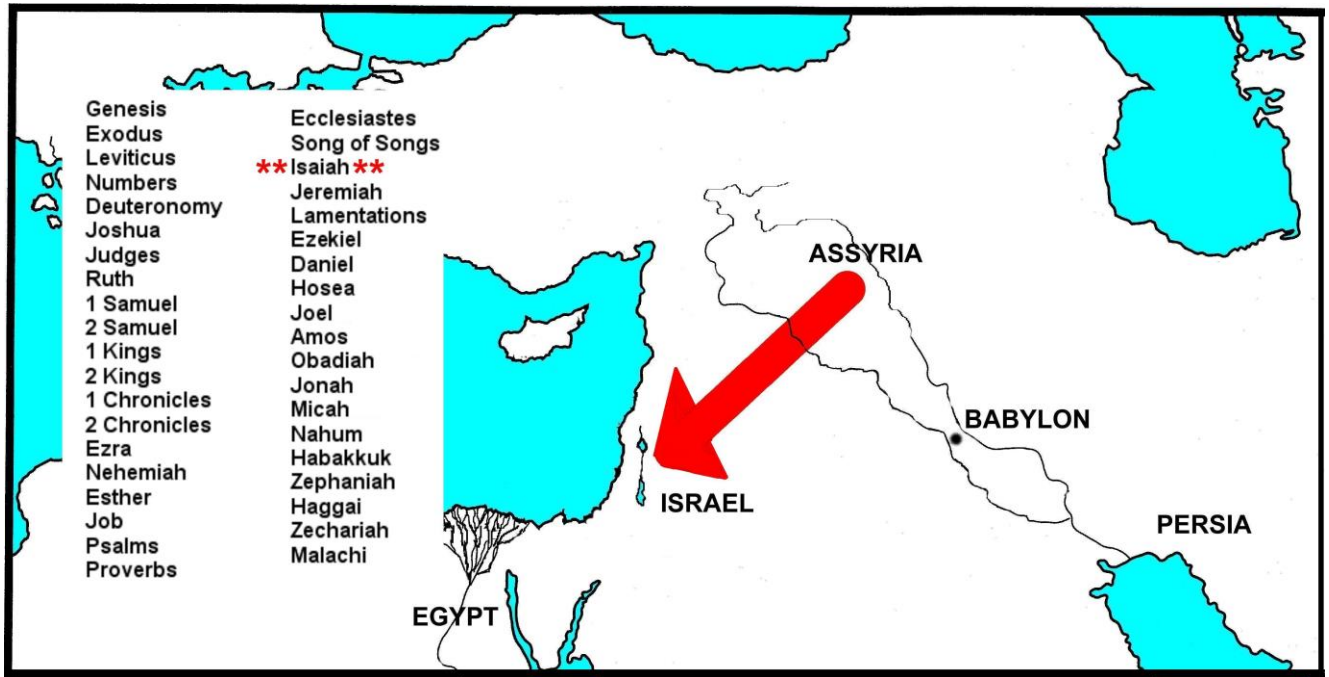 Genesis
Exodus
Leviticus
Numbers
Deuteronomy
Joshua
Judges
Ruth
1 Samuel
2 Samuel
1 Kings
2 Kings
1 Chronicles
2 Chronicles
Ezra
Nehemiah
Esther
Job
Psalms
Proverbs
Ecclesiastes
Song of Songs
**Isaiah**
Jeremiah
Lamentations
Ezekiel
Daniel
Hosea
Joel
Amos
Obadiah
Jonah
Micah
Nahum
Habakkuk
Zephaniah
Haggai
Zechariah
Malachi
ASSYRIA
BABYLON
ISRAEL
PERSIA
EGYPT